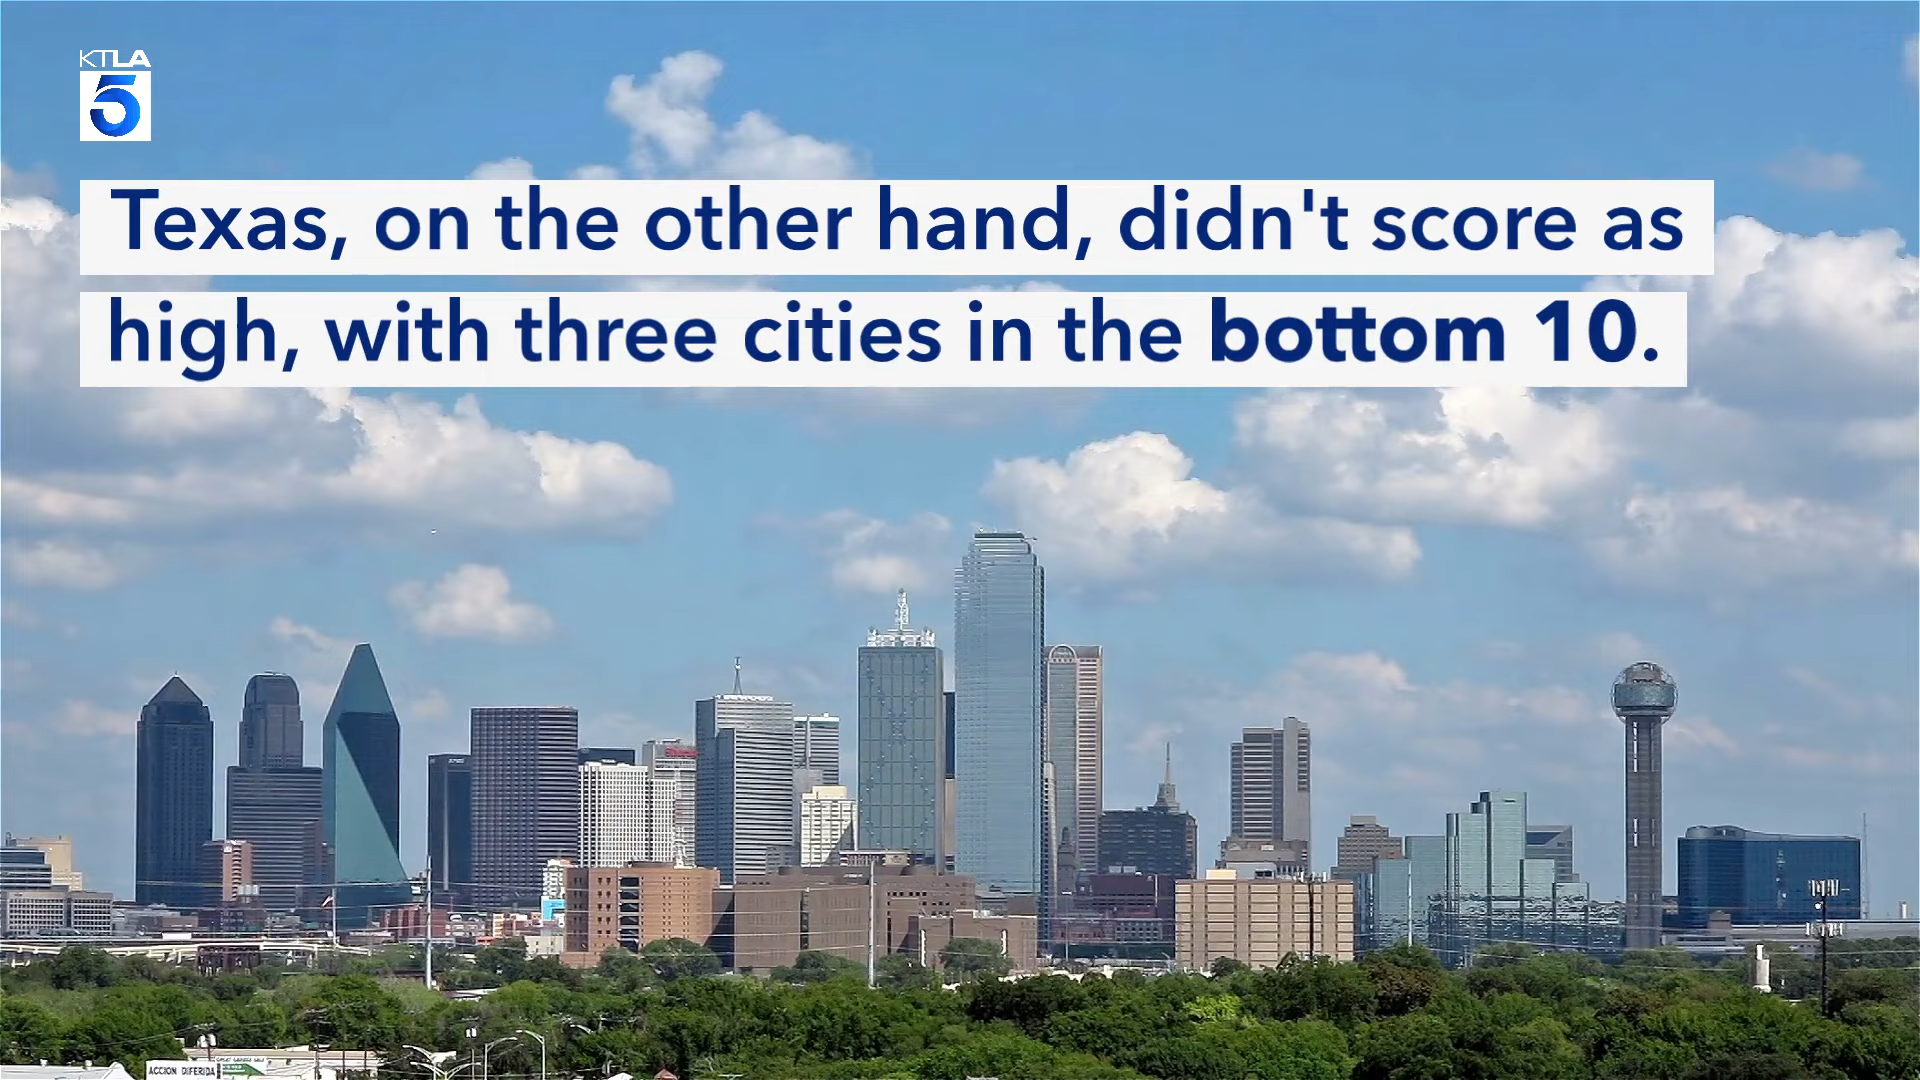 KTLA
5
Texas, on the other hand, didn't score as
high, with three cities in the bottom 10.
ACCION DIFERIDA